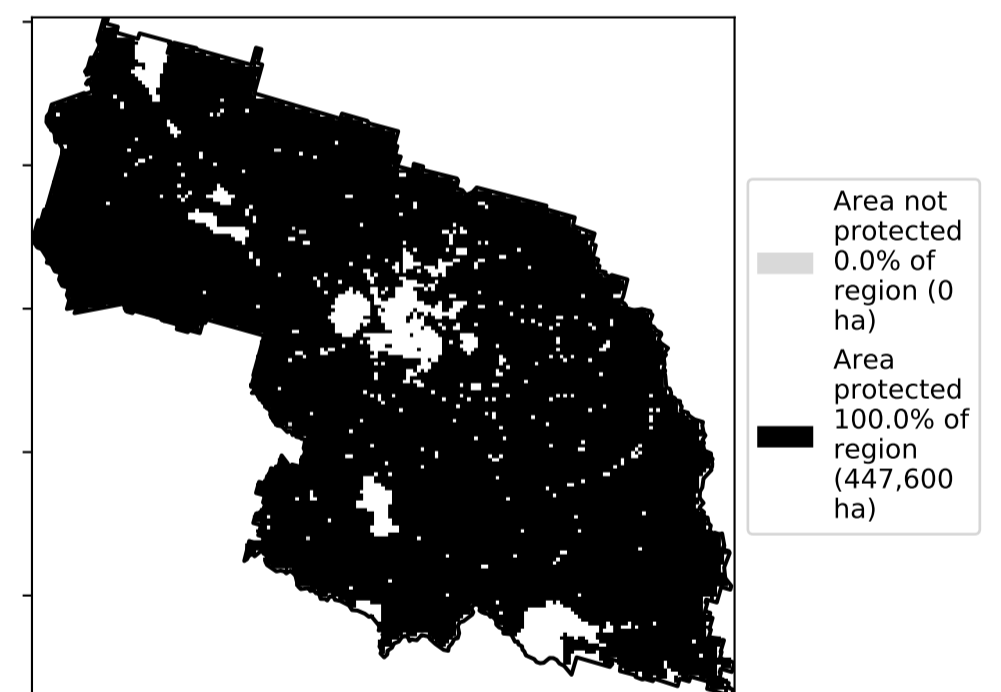 Area not
protected
0.0% of
region (0
ha)
Area
protected
100.0% of
region
(447,600
ha)